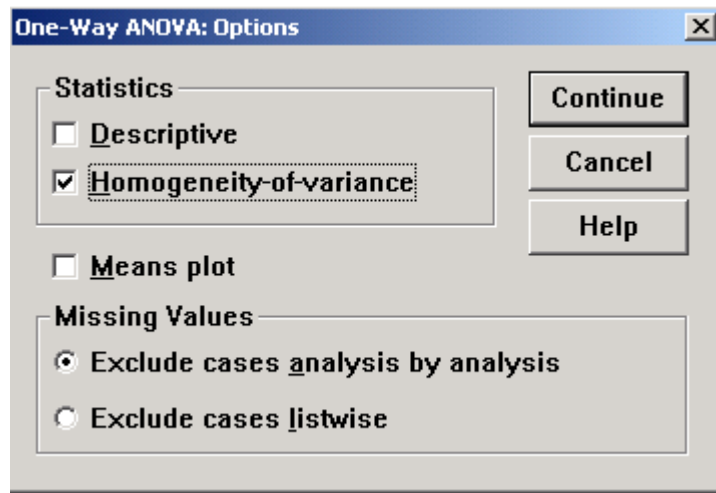 One-Way ANOVA: Options
Statistics
Descriptive
Homogeneity-of-variance
Means plot
Missing Values
Exclude cases analysis by analysis
Exclude cases listwise
Continue
Cancel
Help